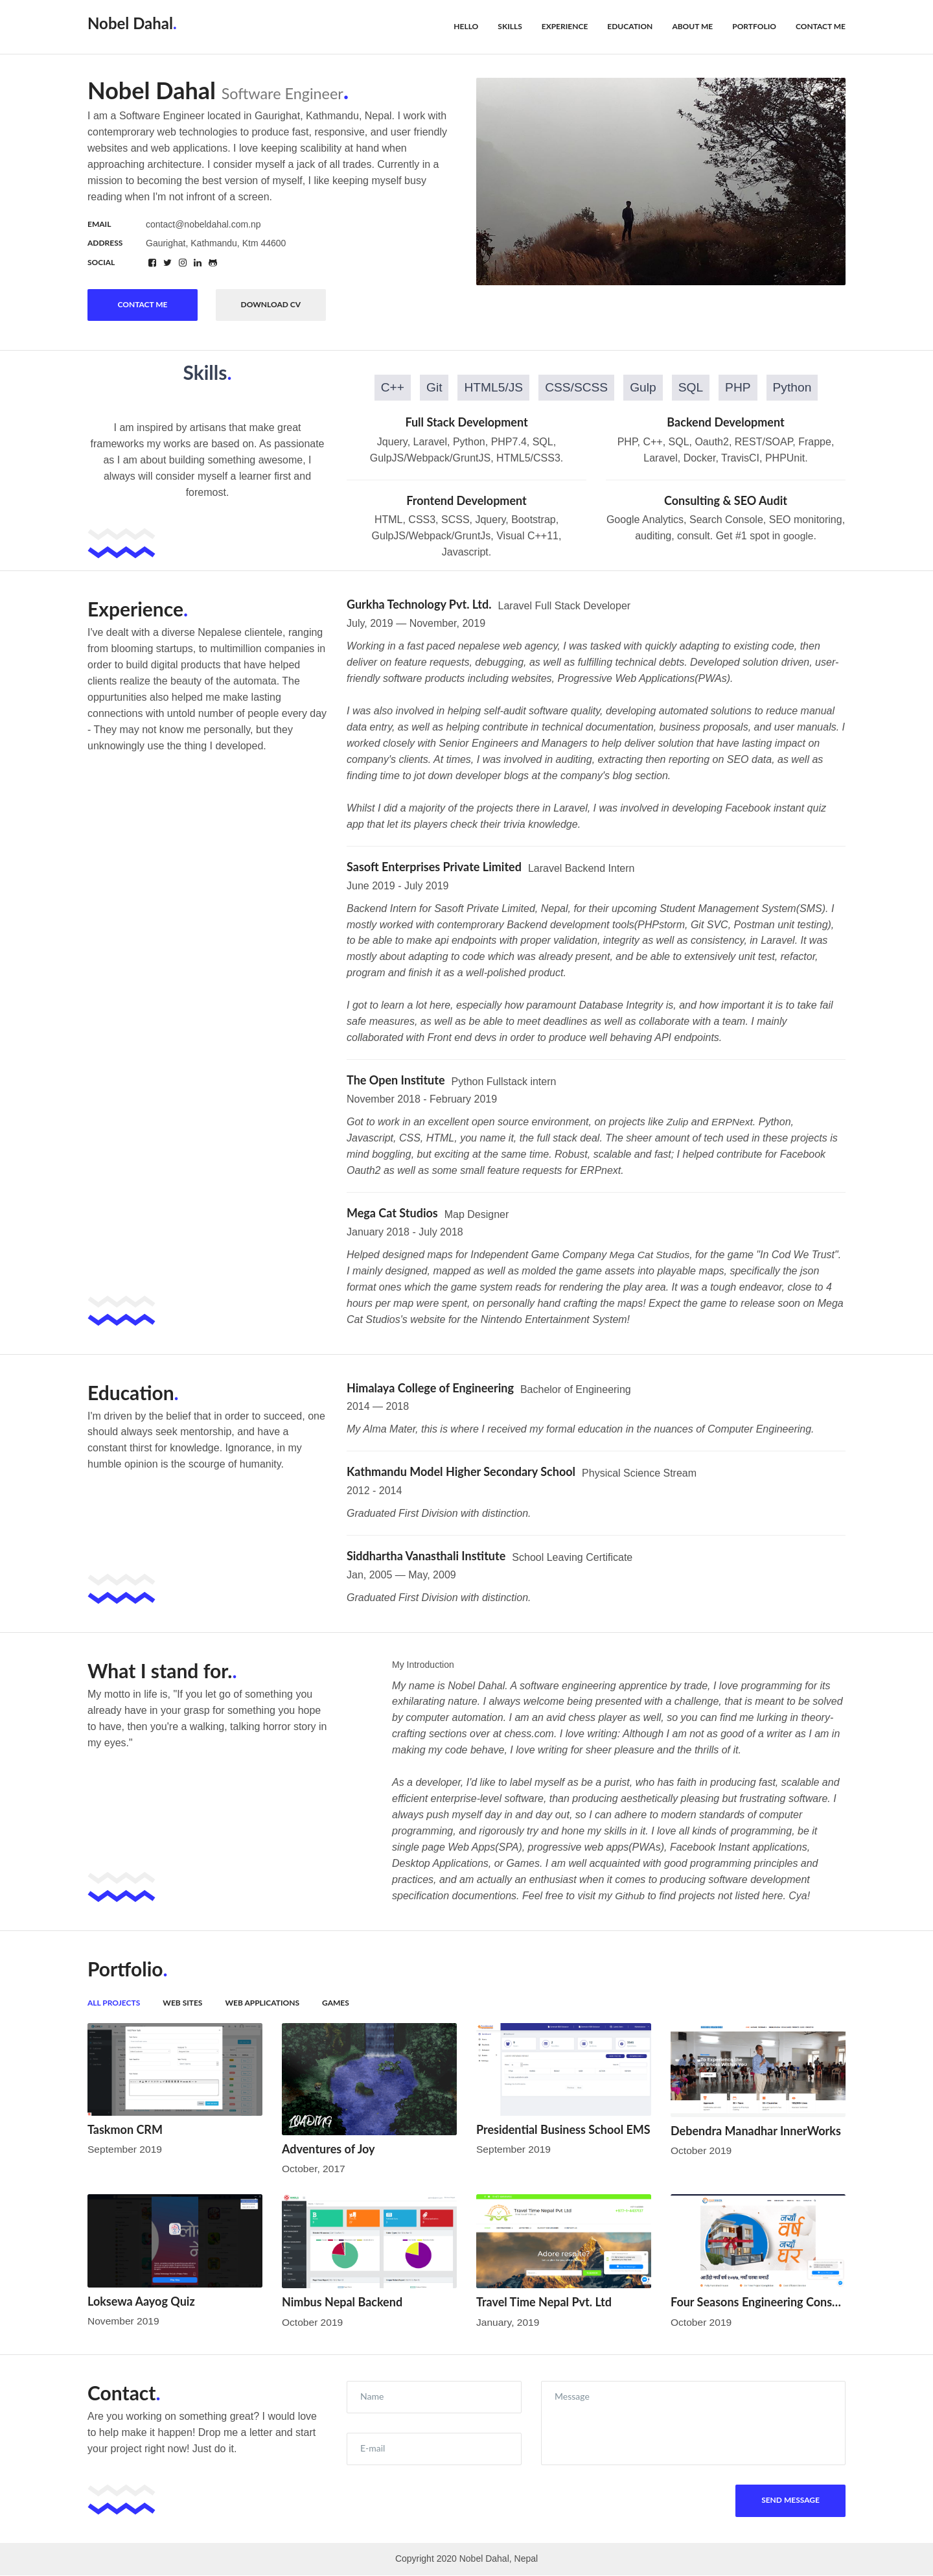 Nobel Dahal.
HELLO SKILLS EXPERIENCE EDUCATION ABOUT ME PORTFOLIO CONTACT ME
Nobel Dahal Software Engineer.
I am a Software Engineer located in Gaurighat, Kathmandu, Nepal. I work with
contemprorary web technologies to produce fast, responsive, and user friendly
websites and web applications. I love keeping scalibility at hand when
approaching architecture. I consider myself a jack of all trades. Currently in a
mission to becoming the best version of myself, I like keeping myself busy
reading when I'm not infront of a screen.
EMAIL contact@nobeldahal.com.np
ADDRESS Gaurighat, Kathmandu, Ktm 44600
SOCIAL
CONTACT ME
DOWNLOAD CV
Skills.
I am inspired by artisans that make great
frameworks my works are based on. As passionate
as I am about building something awesome, I
always will consider myself a learner first and
foremost.
C++ Git HTML5/JS CSS/SCSS Gulp SQL PHP Python
Full Stack Development
Jquery, Laravel, Python, PHP7.4, SQL,
GulpJS/Webpack/GruntJS, HTML5/CSS3.
Backend Development
PHP, C++, SQL, Oauth2, REST/SOAP, Frappe,
Laravel, Docker, TravisCI, PHPUnit.
Frontend Development
HTML, CSS3, SCSS, Jquery, Bootstrap,
GulpJS/Webpack/GruntJs, Visual C++11,
Javascript.
Consulting & SEO Audit
Google Analytics, Search Console, SEO monitoring,
auditing, consult. Get #1 spot in google.
Experience.
I've dealt with a diverse Nepalese clientele, ranging
from blooming startups, to multimillion companies in
order to build digital products that have helped
clients realize the beauty of the automata. The
oppurtunities also helped me make lasting
connections with untold number of people every day
- They may not know me personally, but they
unknowingly use the thing I developed.
Gurkha Technology Pvt. Ltd. Laravel Full Stack Developer
July, 2019 — November, 2019
Working in a fast paced nepalese web agency, I was tasked with quickly adapting to existing code, then
deliver on feature requests, debugging, as well as fulfilling technical debts. Developed solution driven, user-
friendly software products including websites, Progressive Web Applications(PWAs).
I was also involved in helping self-audit software quality, developing automated solutions to reduce manual
data entry, as well as helping contribute in technical documentation, business proposals, and user manuals. I
worked closely with Senior Engineers and Managers to help deliver solution that have lasting impact on
company's clients. At times, I was involved in auditing, extracting then reporting on SEO data, as well as
finding time to jot down developer blogs at the company's blog section.
Whilst I did a majority of the projects there in Laravel, I was involved in developing Facebook instant quiz
app that let its players check their trivia knowledge.
Sasoft Enterprises Private Limited Laravel Backend Intern
June 2019 - July 2019
Backend Intern for Sasoft Private Limited, Nepal, for their upcoming Student Management System(SMS). I
mostly worked with contemprorary Backend development tools(PHPstorm, Git SVC, Postman unit testing),
to be able to make api endpoints with proper validation, integrity as well as consistency, in Laravel. It was
mostly about adapting to code which was already present, and be able to extensively unit test, refactor,
program and finish it as a well-polished product.
I got to learn a lot here, especially how paramount Database Integrity is, and how important it is to take fail
safe measures, as well as be able to meet deadlines as well as collaborate with a team. I mainly
collaborated with Front end devs in order to produce well behaving API endpoints.
The Open Institute Python Fullstack intern
November 2018 - February 2019
Got to work in an excellent open source environment, on projects like Zulip and ERPNext. Python,
Javascript, CSS, HTML, you name it, the full stack deal. The sheer amount of tech used in these projects is
mind boggling, but exciting at the same time. Robust, scalable and fast; I helped contribute for Facebook
Oauth2 as well as some small feature requests for ERPnext.
Mega Cat Studios Map Designer
January 2018 - July 2018
Helped designed maps for Independent Game Company Mega Cat Studios, for the game "In Cod We Trust".
I mainly designed, mapped as well as molded the game assets into playable maps, specifically the json
format ones which the game system reads for rendering the play area. It was a tough endeavor, close to 4
hours per map were spent, on personally hand crafting the maps! Expect the game to release soon on Mega
Cat Studios's website for the Nintendo Entertainment System!
Education.
I'm driven by the belief that in order to succeed, one
should always seek mentorship, and have a
constant thirst for knowledge. Ignorance, in my
humble opinion is the scourge of humanity.
Himalaya College of Engineering Bachelor of Engineering
2014 — 2018
My Alma Mater, this is where I received my formal education in the nuances of Computer Engineering.
Kathmandu Model Higher Secondary School Physical Science Stream
2012 - 2014
Graduated First Division with distinction.
Siddhartha Vanasthali Institute School Leaving Certificate
Jan, 2005 — May, 2009
Graduated First Division with distinction.
What I stand for..
My motto in life is, "If you let go of something you
already have in your grasp for something you hope
to have, then you're a walking, talking horror story in
my eyes."
My Introduction
My name is Nobel Dahal. A software engineering apprentice by trade, I love programming for its
exhilarating nature. I always welcome being presented with a challenge, that is meant to be solved
by computer automation. I am an avid chess player as well, so you can find me lurking in theory-
crafting sections over at chess.com. I love writing: Although I am not as good of a writer as I am in
making my code behave, I love writing for sheer pleasure and the thrills of it.
As a developer, I'd like to label myself as be a purist, who has faith in producing fast, scalable and
efficient enterprise-level software, than producing aesthetically pleasing but frustrating software. I
always push myself day in and day out, so I can adhere to modern standards of computer
programming, and rigorously try and hone my skills in it. I love all kinds of programming, be it
single page Web Apps(SPA), progressive web apps(PWAs), Facebook Instant applications,
Desktop Applications, or Games. I am well acquainted with good programming principles and
practices, and am actually an enthusiast when it comes to producing software development
specification documentions. Feel free to visit my Github to find projects not listed here. Cya!
Portfolio.
ALL PROJECTS WEB SITES WEB APPLICATIONS GAMES
LOADING
Taskmon CRM
September 2019
Adventures of Joy
October, 2017
Presidential Business School EMS
September 2019
Debendra Manadhar InnerWorks
October 2019
Travel Time Nepal Pvt Ltd
Adore respite?
नयाँ
वर्ष
नयाँ
घर
Loksewa Aayog Quiz
November 2019
Nimbus Nepal Backend
October 2019
Travel Time Nepal Pvt. Ltd
January, 2019
Four Seasons Engineering Cons...
October 2019
Contact.
Are you working on something great? I would love
to help make it happen! Drop me a letter and start
your project right now! Just do it.
Name
E-mail
Message
SEND MESSAGE
Copyright 2020 Nobel Dahal, Nepal